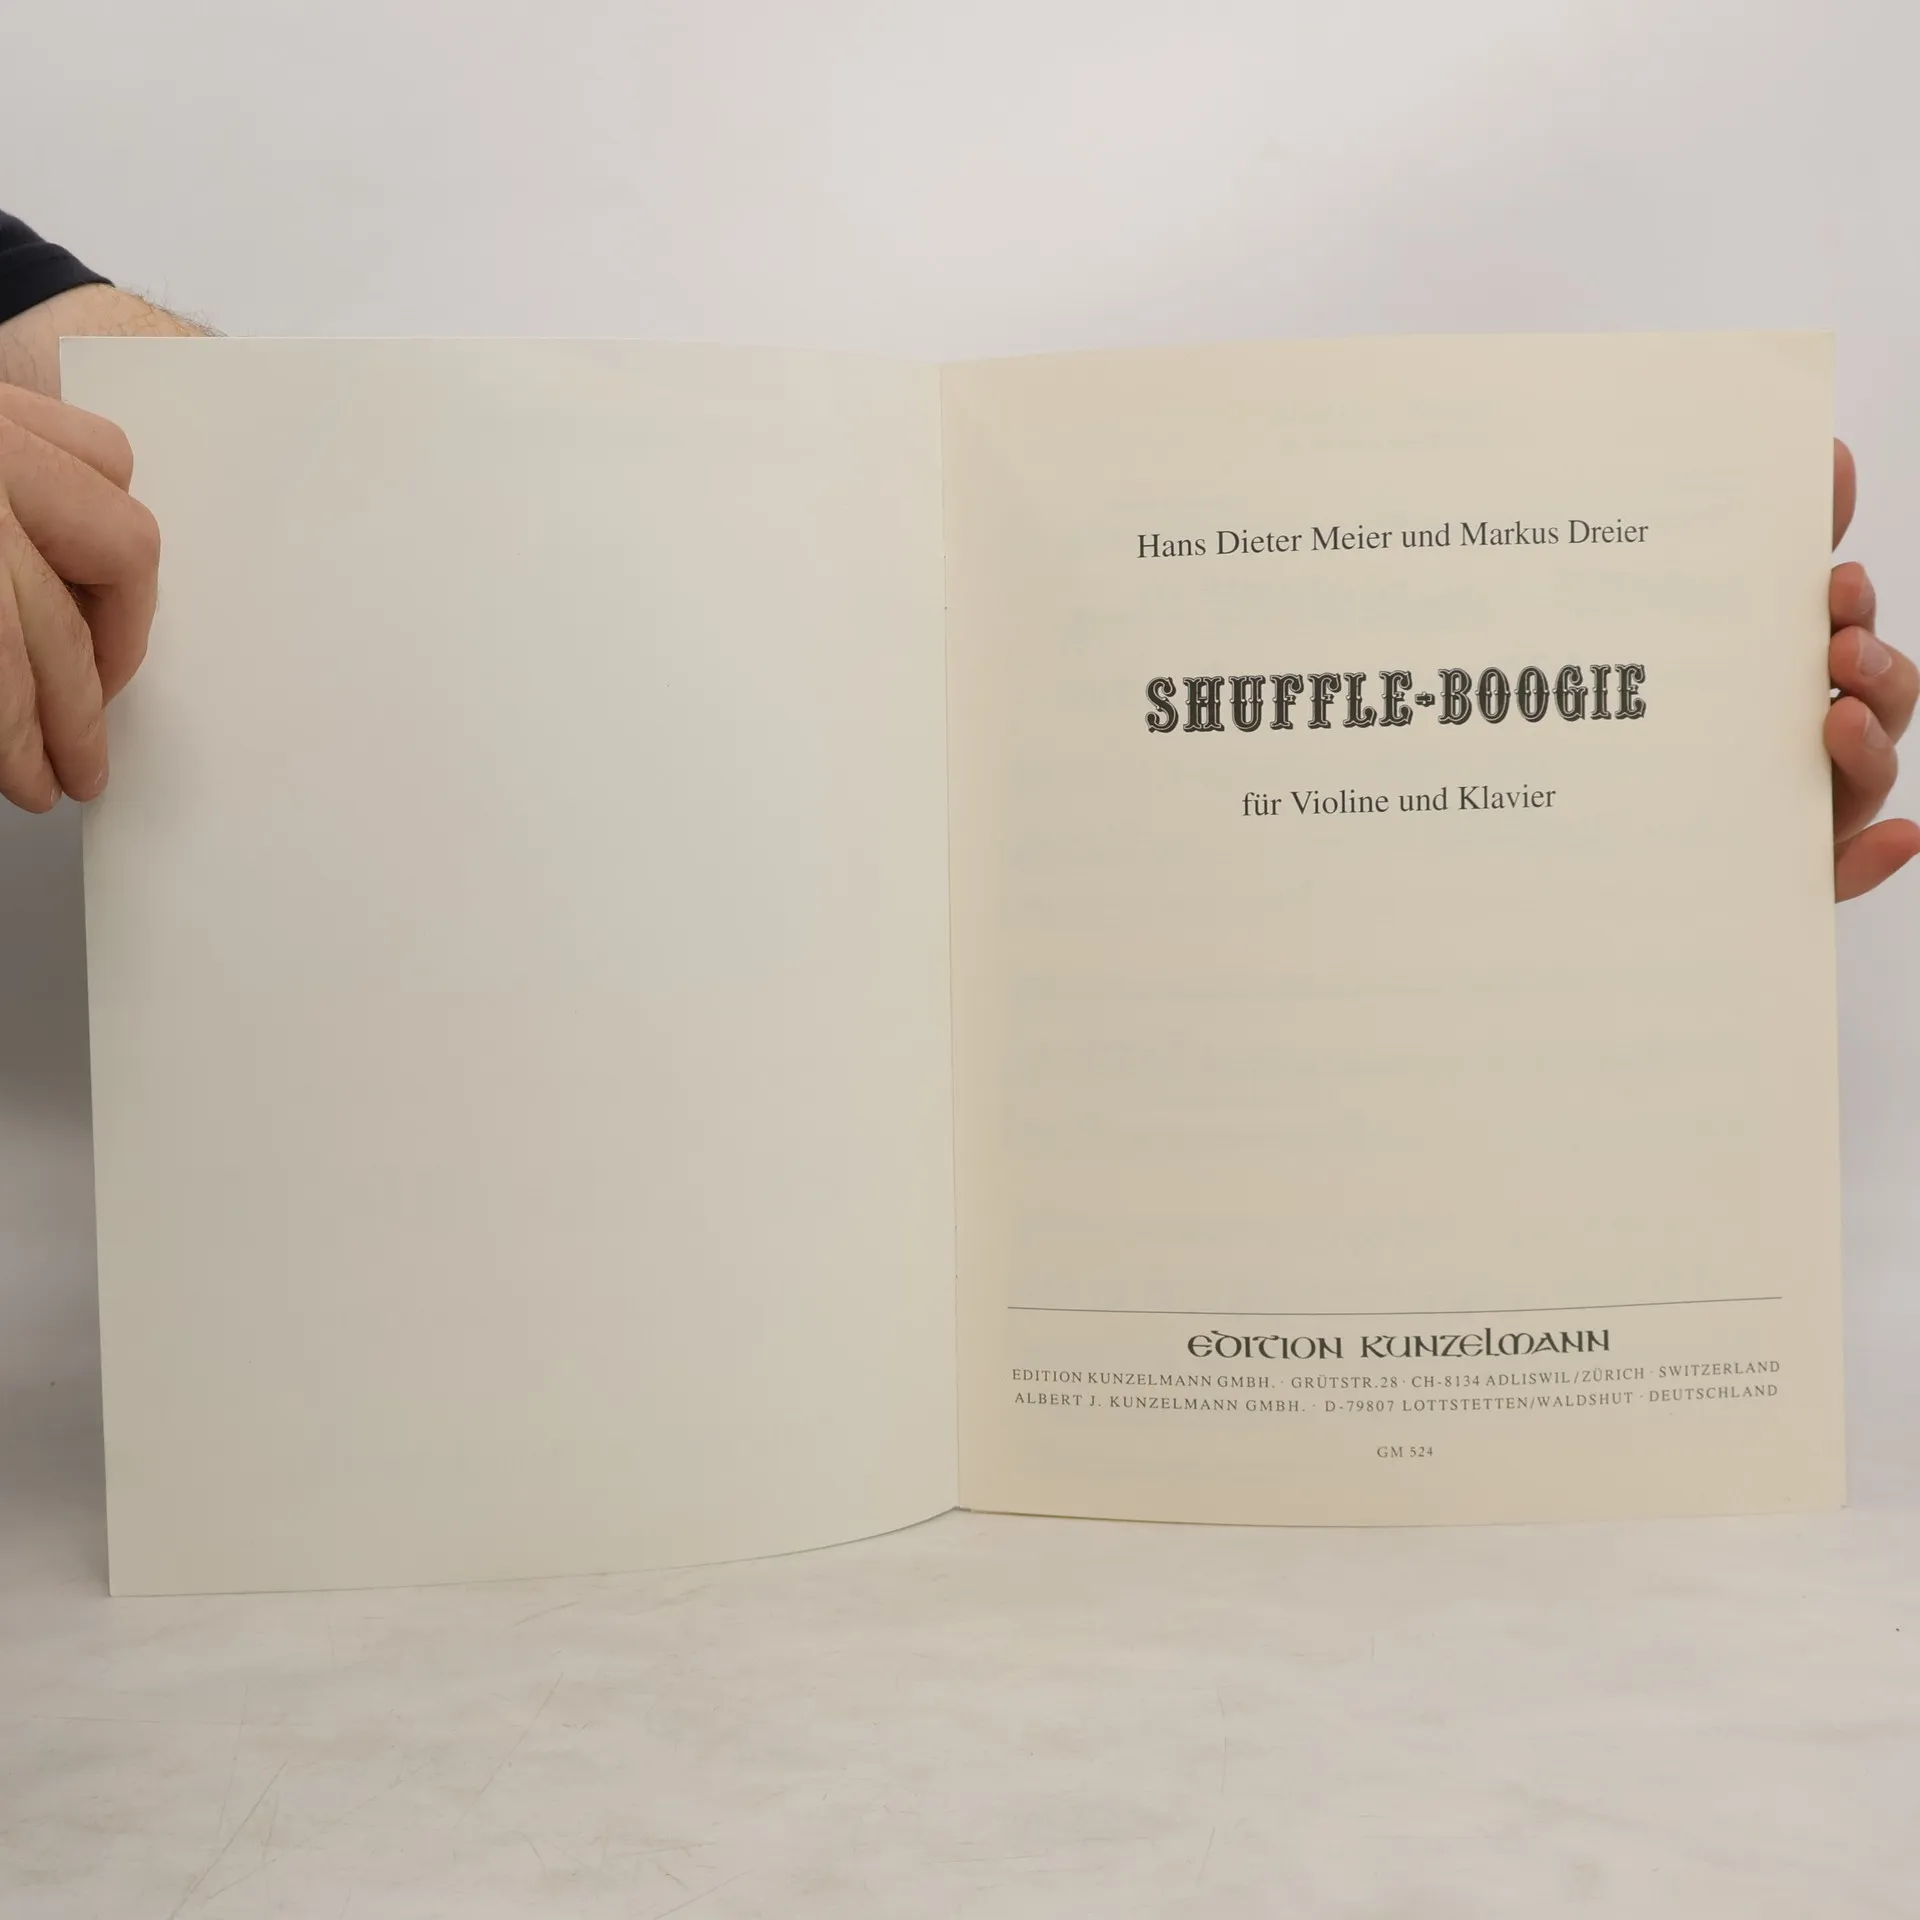 Hans Dieter Meier und Markus Dreier
SHUFFLE-BOOGIE
für Violine und Klavier
EDITION KUNZELMANN
EDITION KUNZELMANN GMBH. · GRÜTSTR.28 · CH-8134 ADLISWIL/ZÜRICH · SWITZERLAND
ALBERT J. KUNZELMANN GMBH. · D-79807 LOTTSTETTEN/WALDSHUT · DEUTSCHLAND
GM 524